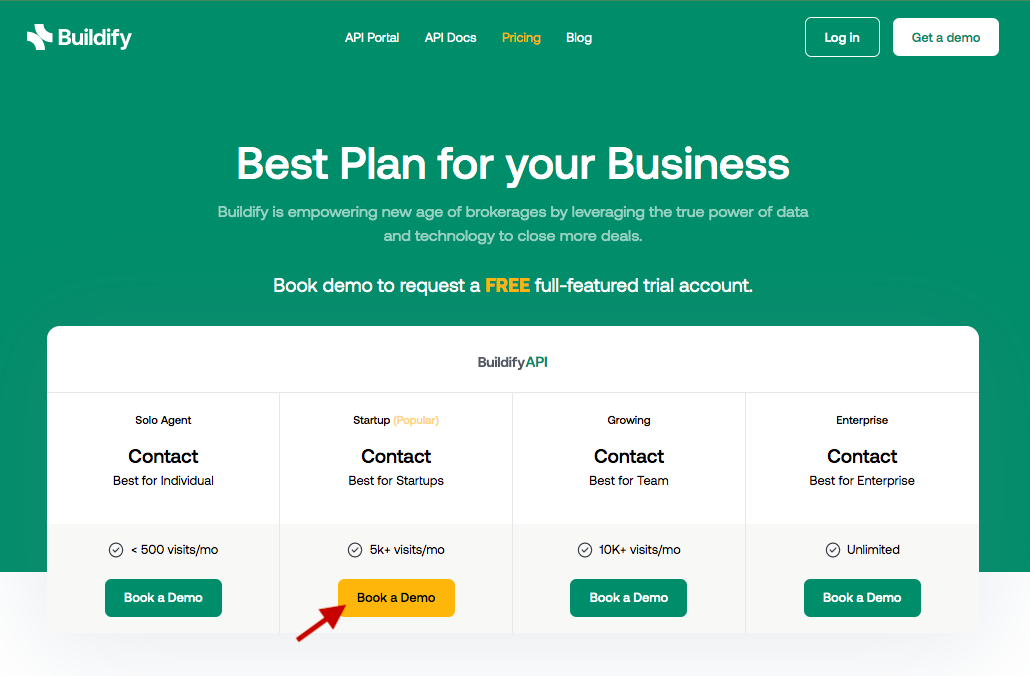 Buildify
API Portal
API Docs
Pricing
Blog
Log in
Get a demo
Best Plan for your Business
Buildify is empowering new age of brokerages by leveraging the true power of data
and technology to close more deals.
Book demo to request a FREE full-featured trial account.
BuildifyAPI
Solo Agent
Contact
Best for Individual
< 500 visits/mo
Book a Demo
Startup (Popular)
Contact
Best for Startups
5k+ visits/mo
Book a Demo
Growing
Contact
Best for Team
10K+ visits/mo
Book a Demo
Enterprise
Contact
Best for Enterprise
Unlimited
Book a Demo